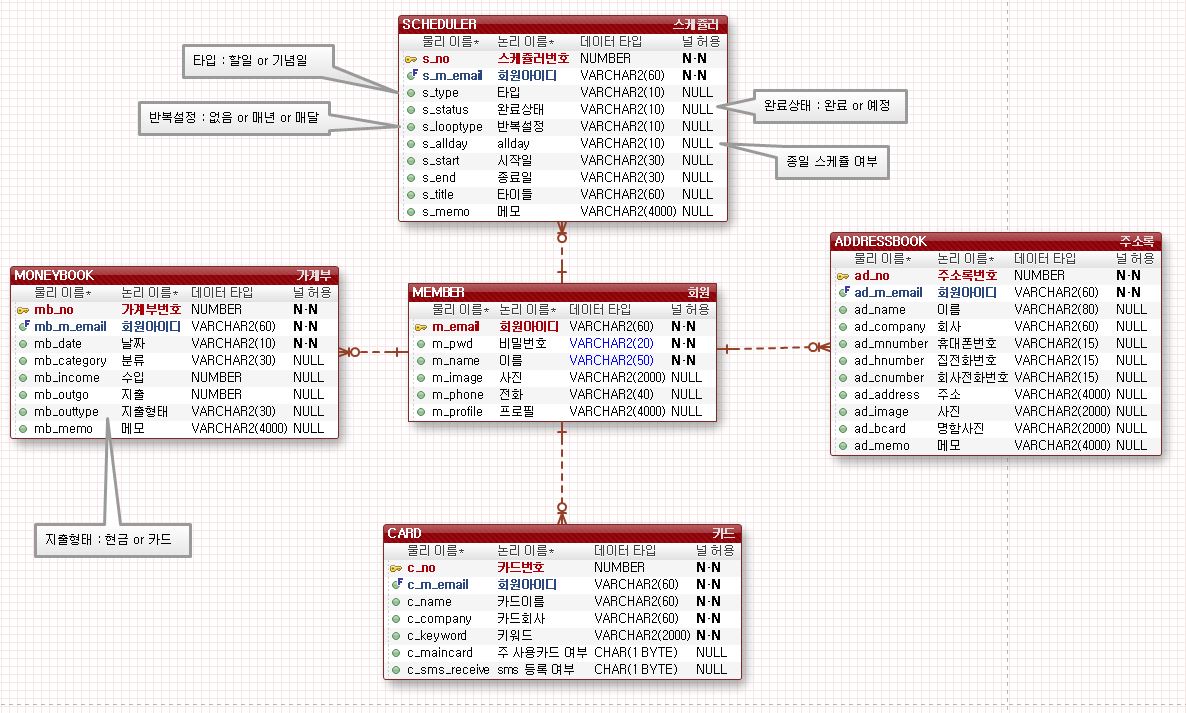 SCHEDULER 스케쥴러
물리 이름* 논리 이름* 데이터 타입 널 허용
s_no 스케쥴러번호 NUMBER N-N
s_m_email 회원아이디 VARCHAR2(60) N-N
s_type 타입 VARCHAR2(10) NULL
s_status 완료상태 VARCHAR2(10) NULL
s_looptype 반복설정 VARCHAR2(10) NULL
s_allday allday VARCHAR2(10) NULL
s_start 시작일 VARCHAR2(30) NULL
s_end 종료일 VARCHAR2(30) NULL
s_title 타이틀 VARCHAR2(60) NULL
s_memo 메모 VARCHAR2(4000) NULL
타입 : 할일 or 기념일
반복설정 : 없음 or 매년 or 매달
완료상태 : 완료 or 예정
종일 스케쥴 여부
MONEYBOOK 가계부
물리 이름* 논리 이름* 데이터 타입 널 허용
mb_no 가계부번호 NUMBER N-N
mb_m_email 회원아이디 VARCHAR2(60) N-N
mb_date 날짜 VARCHAR2(10) N-N
mb_category 분류 VARCHAR2(30) NULL
mb_income 수입 NUMBER NULL
mb_outgo 지출 NUMBER NULL
mb_outtype 지출형태 VARCHAR2(30) NULL
mb_memo 메모 VARCHAR2(4000) NULL
지출형태 : 현금 or 카드
MEMBER 회원
물리 이름* 논리 이름* 데이터 타입 널 허용
m_email 회원아이디 VARCHAR2(60) N-N
m_pwd 비밀번호 VARCHAR2(20) N-N
m_name 이름 VARCHAR2(50) N-N
m_image 사진 VARCHAR2(2000) NULL
m_phone 전화 VARCHAR2(40) NULL
m_profile 프로필 VARCHAR2(4000) NULL
ADDRESSBOOK 주소록
물리 이름* 논리 이름* 데이터 타입 널 허용
ad_no 주소록번호 NUMBER N-N
ad_m_email 회원아이디 VARCHAR2(60) N-N
ad_name 이름 VARCHAR2(80) NULL
ad_company 회사 VARCHAR2(60) NULL
ad_mnumber 휴대폰번호 VARCHAR2(15) NULL
ad_hnumber 집전화번호 VARCHAR2(15) NULL
ad_cnumber 회사전화번호 VARCHAR2(15) NULL
ad_address 주소 VARCHAR2(4000) NULL
ad_image 사진 VARCHAR2(2000) NULL
ad_bcard 명함사진 VARCHAR2(2000) NULL
ad_memo 메모 VARCHAR2(4000) NULL
CARD 카드
물리 이름* 논리 이름* 데이터 타입 널 허용
c_no 카드번호 NUMBER N-N
c_m_email 회원아이디 VARCHAR2(60) N-N
c_name 카드이름 VARCHAR2(60) N-N
c_company 카드회사 VARCHAR2(60) N-N
c_keyword 키워드 VARCHAR2(2000) N-N
c_maincard 주 사용카드 여부 CHAR(1 BYTE) NULL
c_sms_receive sms 등록 여부 CHAR(1 BYTE) NULL